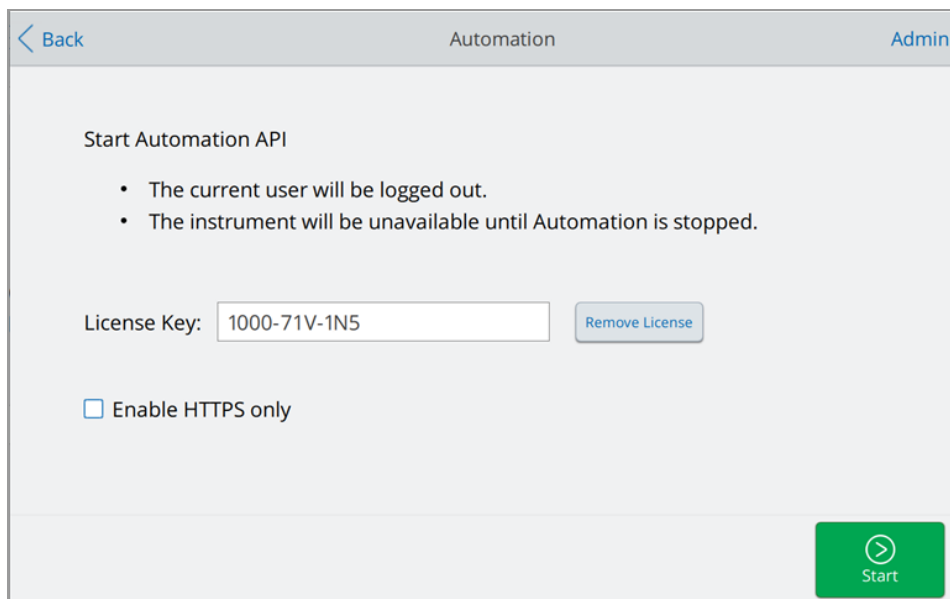 Back Automation Admin
Start Automation API
• The current user will be logged out.
• The instrument will be unavailable until Automation is stopped.
License Key: 1000-71V-1N5 Remove License
Enable HTTPS only
Start